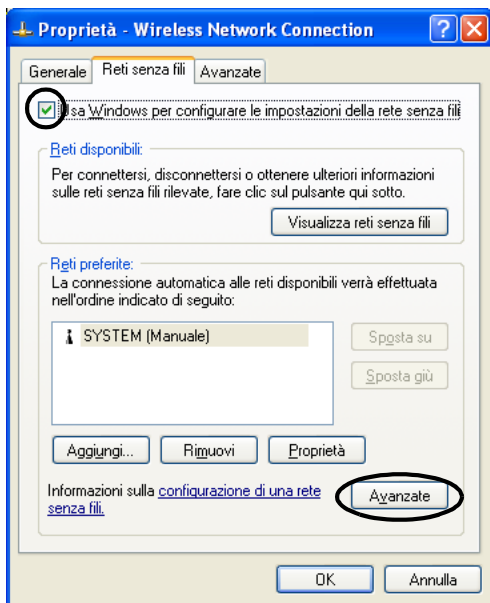 Proprietà - Wireless Network Connection
Generale Reti senza fili Avanzate
Usa Windows per configurare le impostazioni della rete senza fili
Reti disponibili:
Per connettersi, disconnettersi o ottenere ulteriori informazioni
sulle reti senza fili rilevate, fare clic sul pulsante qui sotto.
Visualizza reti senza fili
Reti preferite:
La connessione automatica alle reti disponibili verrà effettuata
nell'ordine indicato di seguito:
SYSTEM (Manuale)
Sposta su
Sposta giù
Aggiungi... Rimuovi Proprietà
Informazioni sulla configurazione di una rete
senza fili.
Avanzate
OK Annulla